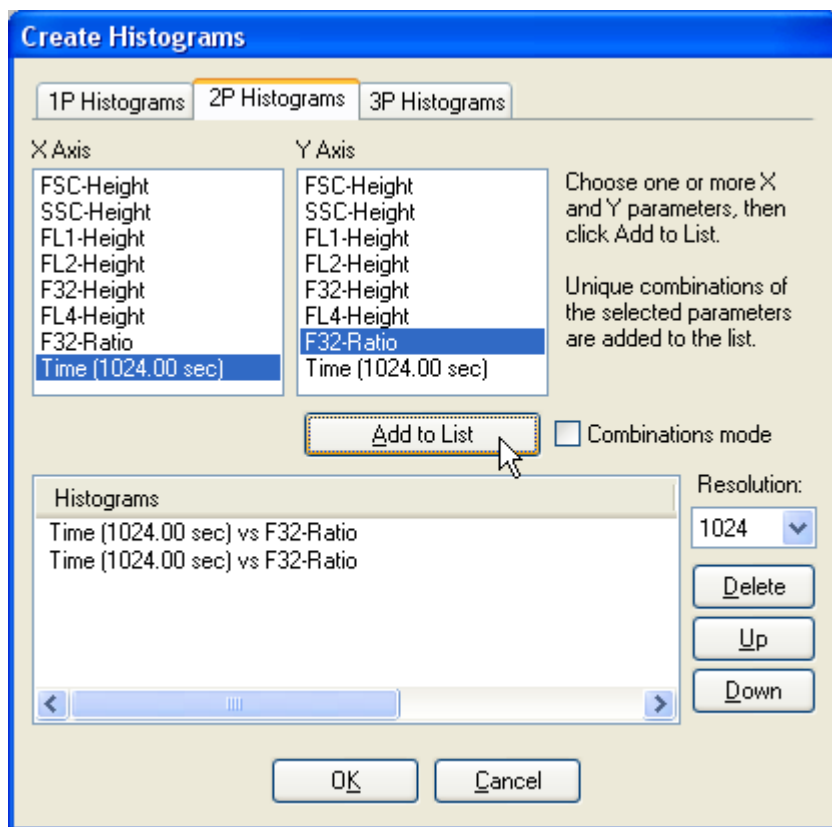 Create Histograms
1P Histograms
2P Histograms
3P Histograms
X Axis
FSC-Height
SSC-Height
FL1-Height
FL2-Height
F32-Height
FL4-Height
F32-Ratio
Time (1024.00 sec)
Y Axis
FSC-Height
SSC-Height
FL1-Height
FL2-Height
F32-Height
FL4-Height
F32-Ratio
Time (1024.00 sec)
Choose one or more X
and Y parameters, then
click Add to List.
Unique combinations of
the selected parameters
are added to the list.
Add to List
Combinations mode
Histograms
Time (1024.00 sec) vs F32-Ratio
Time (1024.00 sec) vs F32-Ratio
Resolution:
1024
Delete
Up
Down
OK
Cancel